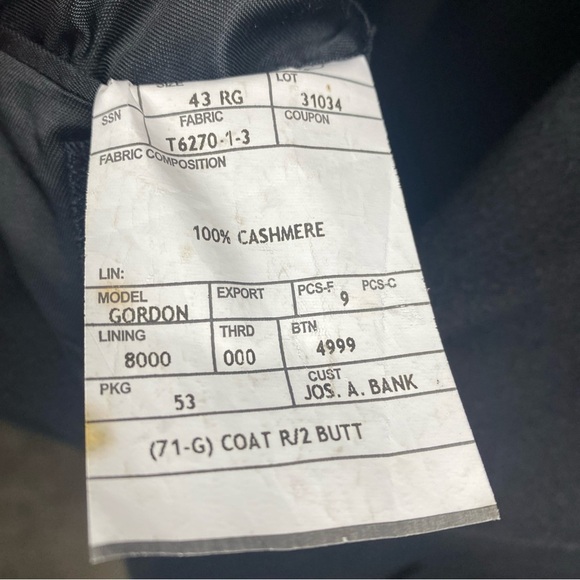 SIZE LOT
43 RG 31034
SSN FABRIC COUPON
T6270-1-3
FABRIC COMPOSITION
100% CASHMERE
LIN:
MODEL EXPORT PCS-F PCS-C
GORDON 9
LINING THRD BTN
8000 000 4999
PKG CUST
53 JOS. A. BANK
(71-G) COAT R/2 BUTT